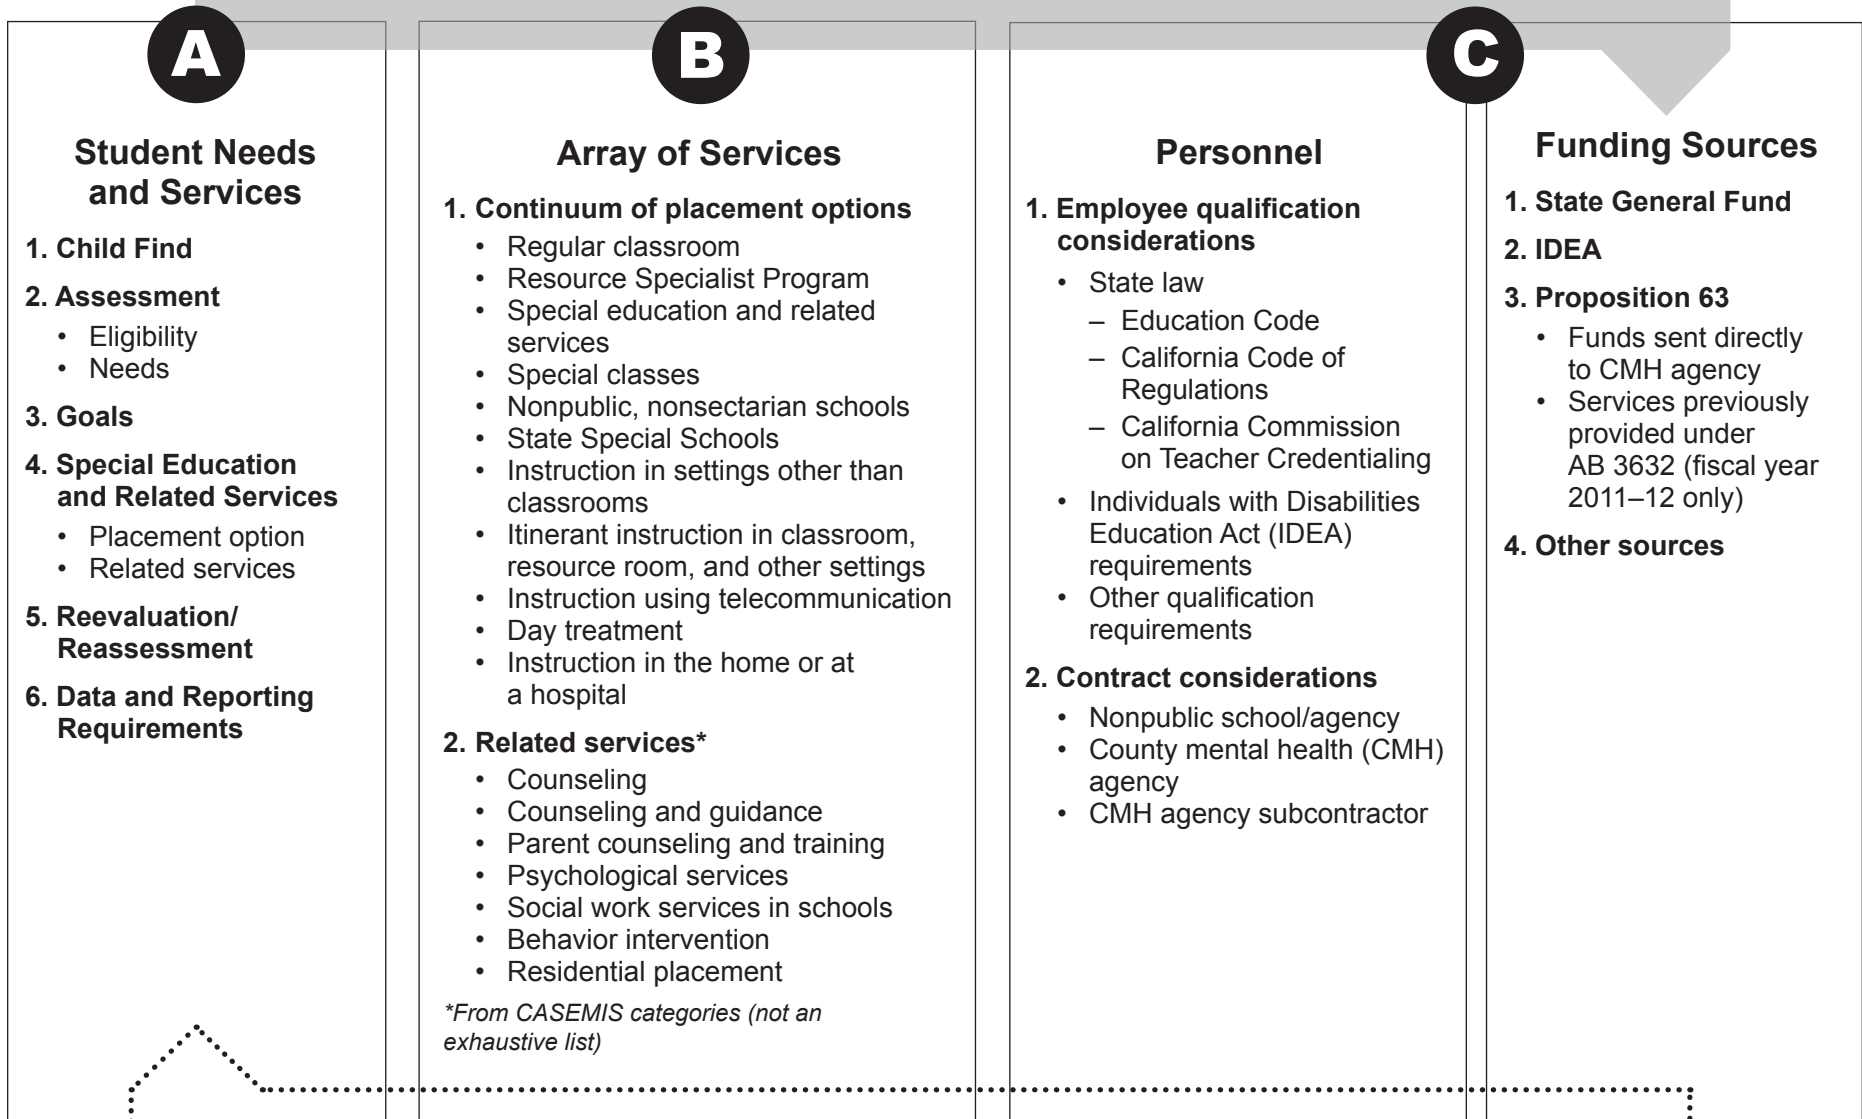 A
Student Needs
and Services
1. Child Find
2. Assessment
• Eligibility
• Needs
3. Goals
4. Special Education
and Related Services
• Placement option
• Related services
5. Reevaluation/
Reassessment
6. Data and Reporting
Requirements
B
Array of Services
1. Continuum of placement options
• Regular classroom
• Resource Specialist Program
• Special education and related
services
• Special classes
• Nonpublic, nonsectarian schools
• State Special Schools
• Instruction in settings other than
classrooms
• Itinerant instruction in classroom,
resource room, and other settings
• Instruction using telecommunication
• Day treatment
• Instruction in the home or at
a hospital
2. Related services*
• Counseling
• Counseling and guidance
• Parent counseling and training
• Psychological services
• Social work services in schools
• Behavior intervention
• Residential placement
*From CASEMIS categories (not an
exhaustive list)
C
Personnel
1. Employee qualification
considerations
• State law
– Education Code
– California Code of
Regulations
– California Commission
on Teacher Credentialing
• Individuals with Disabilities
Education Act (IDEA)
requirements
• Other qualification
requirements
2. Contract considerations
• Nonpublic school/agency
• County mental health (CMH)
agency
• CMH agency subcontractor
Funding Sources
1. State General Fund
2. IDEA
3. Proposition 63
• Funds sent directly
to CMH agency
• Services previously
provided under
AB 3632 (fiscal year
2011–12 only)
4. Other sources